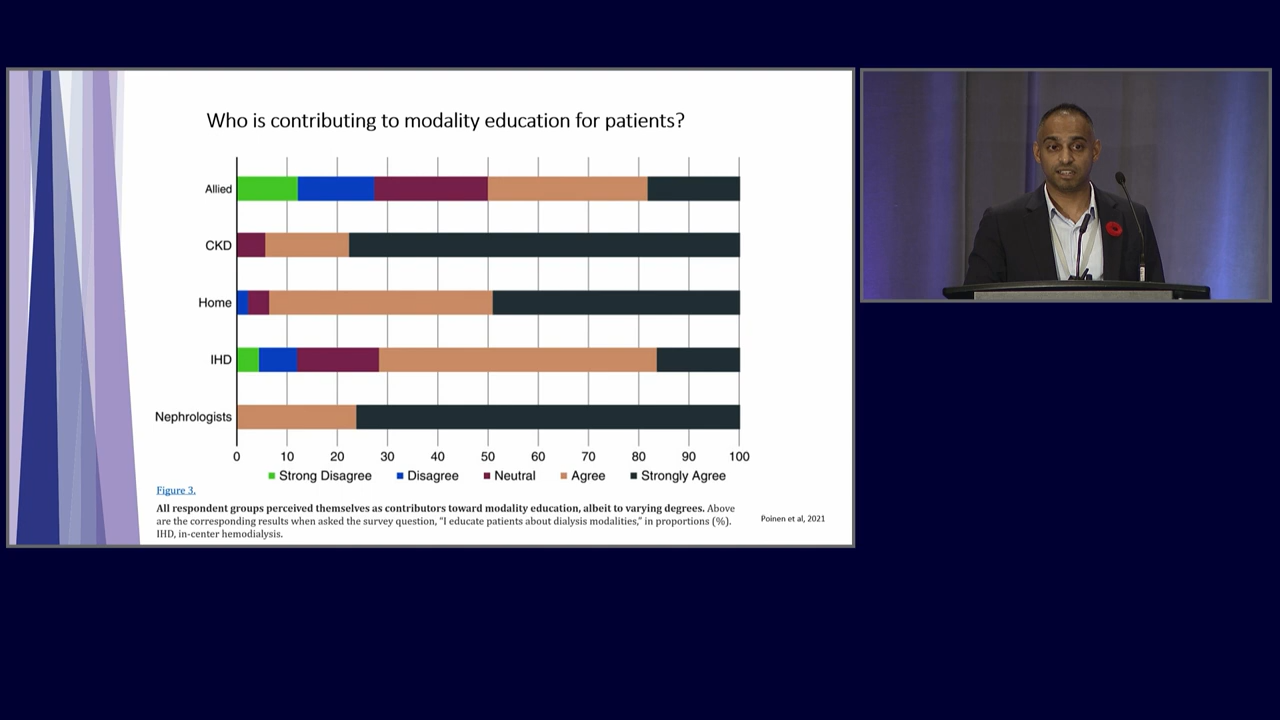 Who is contributing to modality education for patients?
Allied
CKD
Home
IHD
Nephrologists
0 10 20 30 40 50 60 70 80 90 100
Strong Disagree Disagree Neutral Agree Strongly Agree
Figure 3.
All respondent groups perceived themselves as contributors toward modality education, albeit to varying degrees. Above
are the corresponding results when asked the survey question, "I educate patients about dialysis modalities," in proportions (%).
IHD, in-center hemodialysis.
Poinen et al, 2021